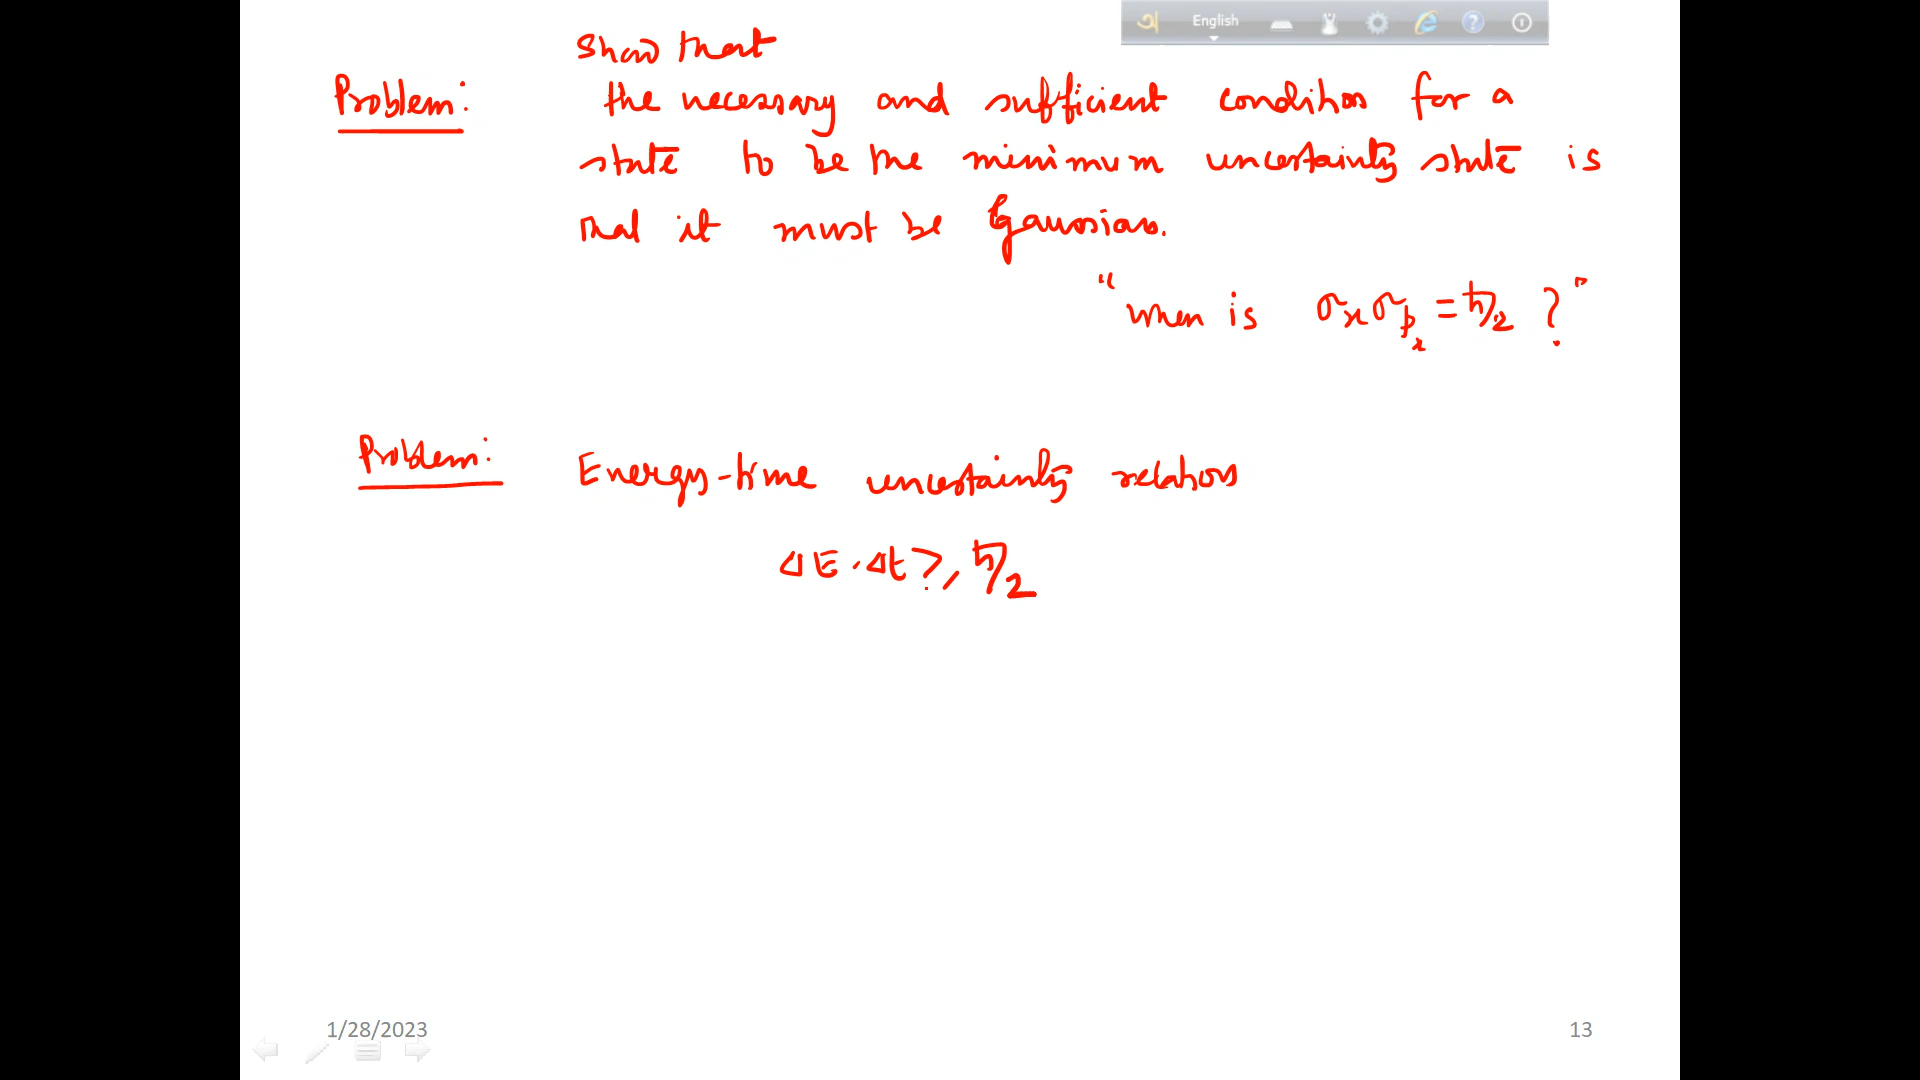 English
Show that
Problem: the necessary and sufficient condition for a
state to be the minimum uncertainty state is
that it must be Gaussian.
"when is σₓσₚₓ = ħ/2 ?"
Problem: Energy-time uncertainty relation
ΔE·Δt ≥ ħ/2
1/28/2023
13